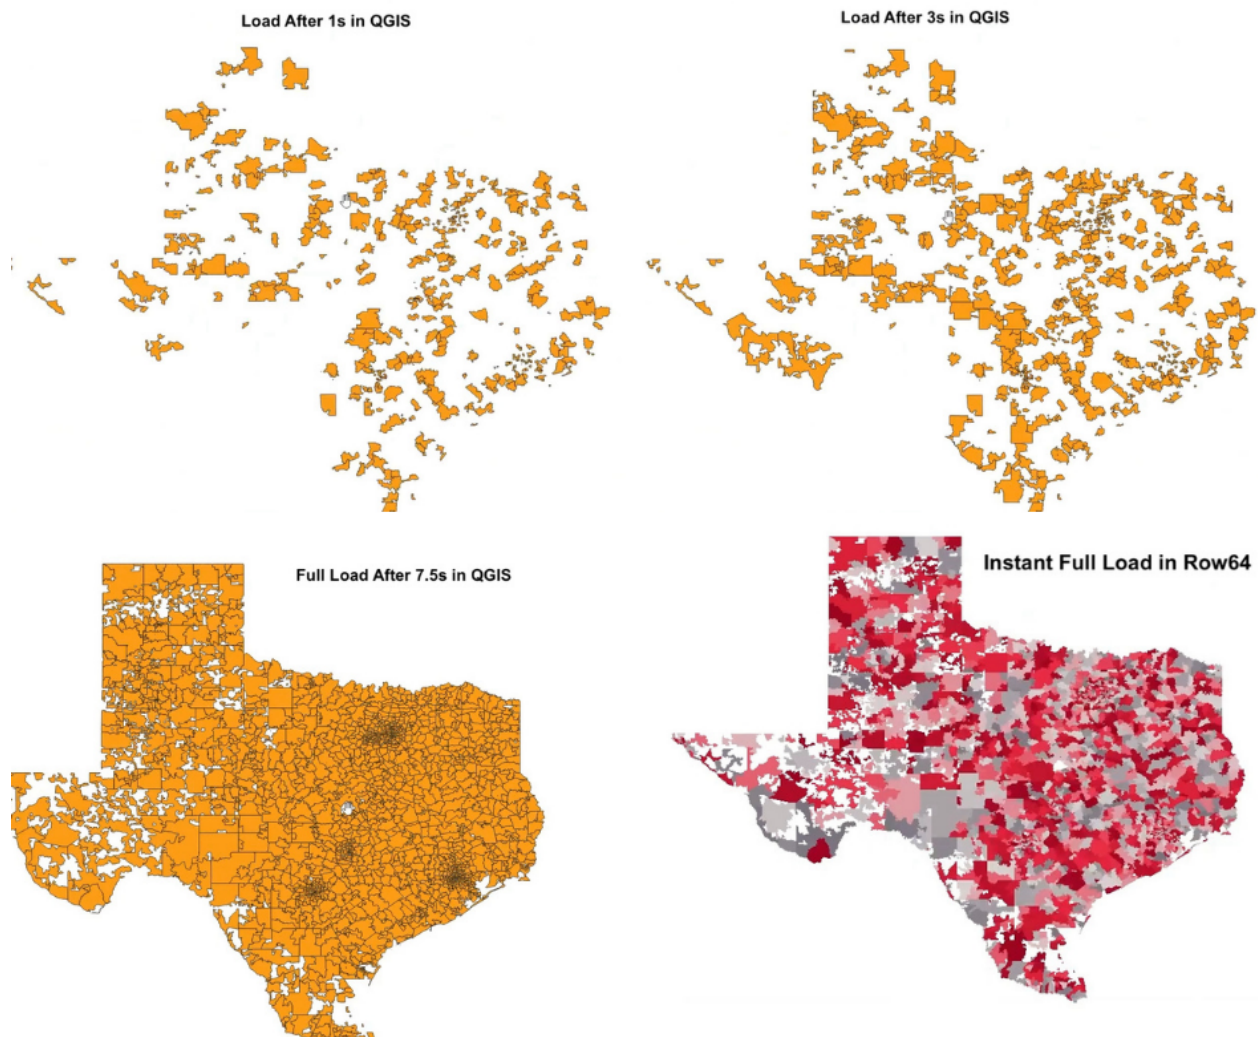 Load After 1s in QGIS
Load After 3s in QGIS
Full Load After 7.5s in QGIS
Instant Full Load in Row64